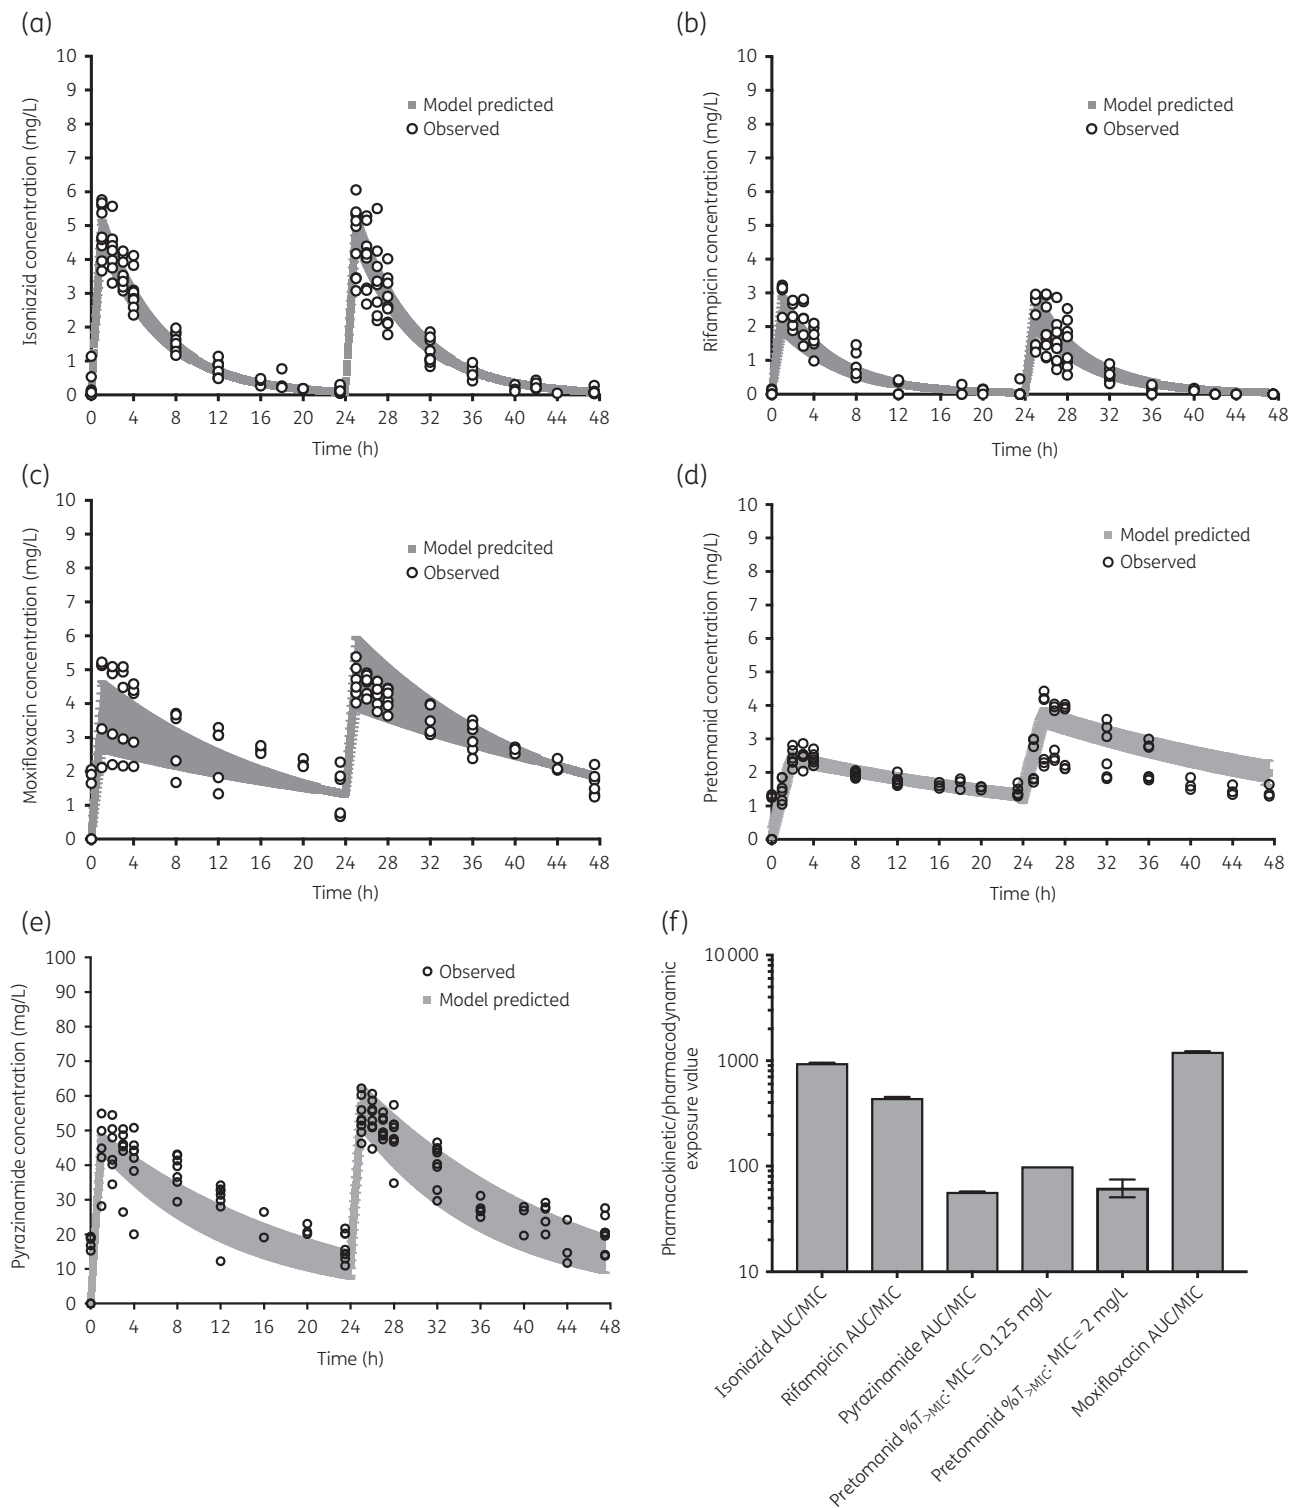 (a)
10
9
8
7
6
5
4
3
2
1
0
Isoniazid concentration (mg/L)
Model predicted
Observed
0 4 8 12 16 20 24 28 32 36 40 44 48
Time (h)
(b)
10
9
8
7
6
5
4
3
2
1
0
Rifampicin concentration (mg/L)
Model predicted
Observed
0 4 8 12 16 20 24 28 32 36 40 44 48
Time (h)
(c)
10
9
8
7
6
5
4
3
2
1
0
Moxifloxacin concentration (mg/L)
Model predcited
Observed
0 4 8 12 16 20 24 28 32 36 40 44 48
Time (h)
(d)
10
9
8
7
6
5
4
3
2
1
0
Pretomanid concentration (mg/L)
Model predicted
Observed
0 4 8 12 16 20 24 28 32 36 40 44 48
Time (h)
(e)
100
90
80
70
60
50
40
30
20
10
0
Pyrazinamide concentration (mg/L)
Observed
Model predicted
0 4 8 12 16 20 24 28 32 36 40 44 48
Time (h)
(f)
10 000
1000
100
10
Pharmacokinetic/pharmacodynamic
exposure value
Isoniazid AUC/MIC
Rifampicin AUC/MIC
Pyrazinamide AUC/MIC
Pretomanid %T>MIC: MIC = 0.125 mg/L
Pretomanid %T>MIC: MIC = 2 mg/L
Moxifloxacin AUC/MIC